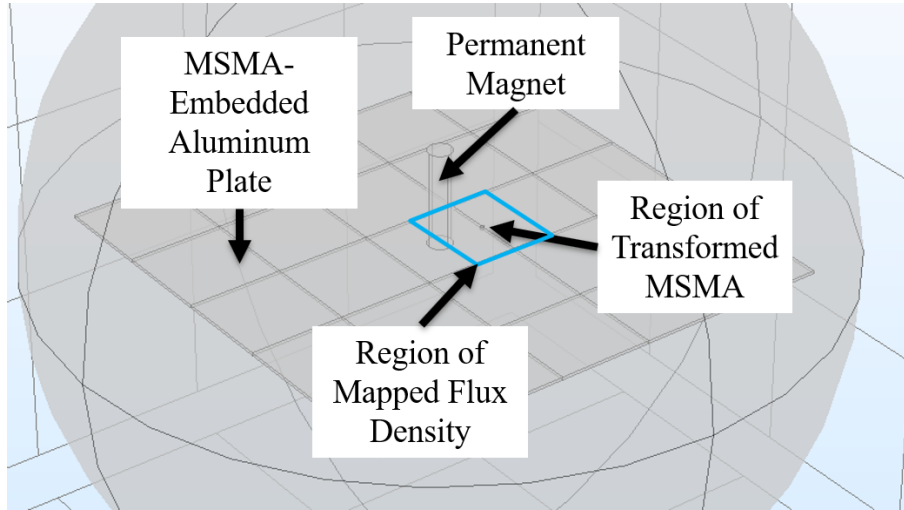 MSMA-
Embedded
Aluminum
Plate
Permanent
Magnet
Region of
Transformed
MSMA
Region of
Mapped Flux
Density